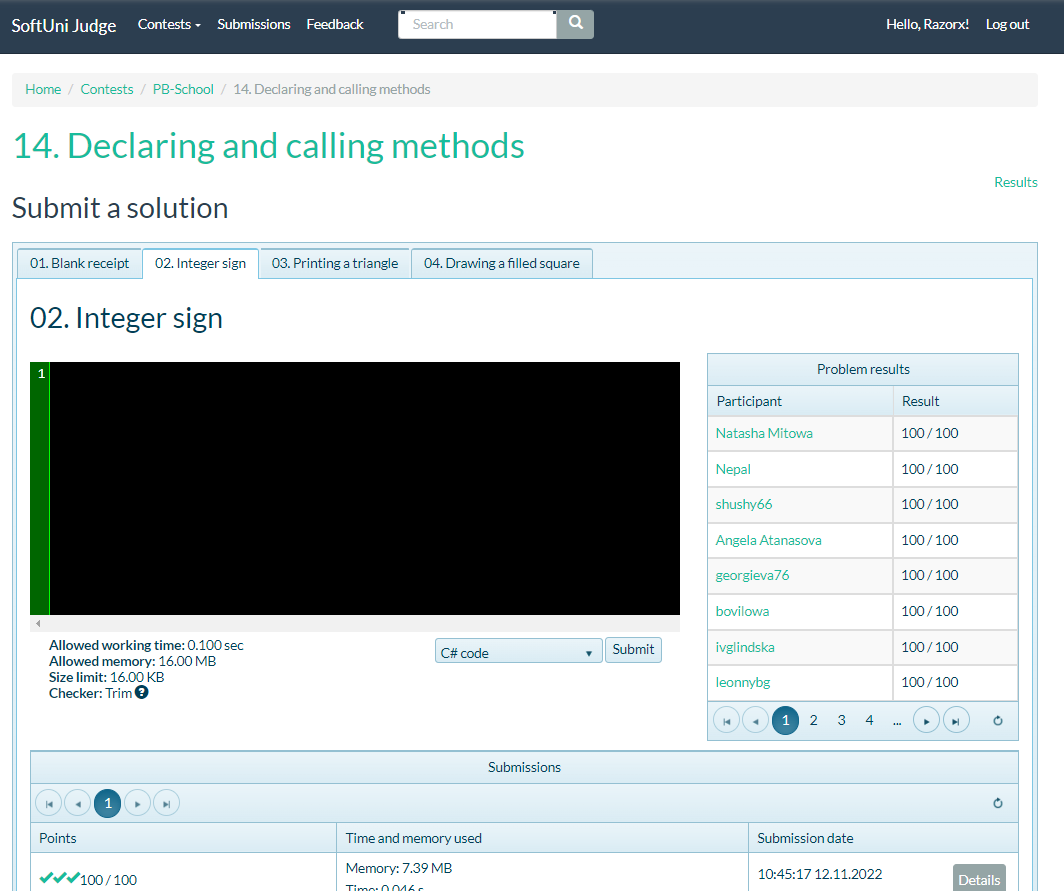 SoftUni Judge Contests Submissions Feedback Search Hello, Razorx! Log out
Home / Contests / PB-School / 14. Declaring and calling methods
14. Declaring and calling methods
Results
Submit a solution
01. Blank receipt 02. Integer sign 03. Printing a triangle 04. Drawing a filled square
02. Integer sign
1
Allowed working time: 0.100 sec
Allowed memory: 16.00 MB
Size limit: 16.00 KB
Checker: Trim ?
C# code Submit
Problem results
Participant Result
Natasha Mitowa 100 / 100
Nepal 100 / 100
shushy66 100 / 100
Angela Atanasova 100 / 100
georgieva76 100 / 100
bovilowa 100 / 100
ivglindska 100 / 100
leonnybg 100 / 100
1 2 3 4 ...
Submissions
1
Points Time and memory used Submission date
100 / 100 Memory: 7.39 MB 10:45:17 12.11.2022 Details
Time: 0.046 s